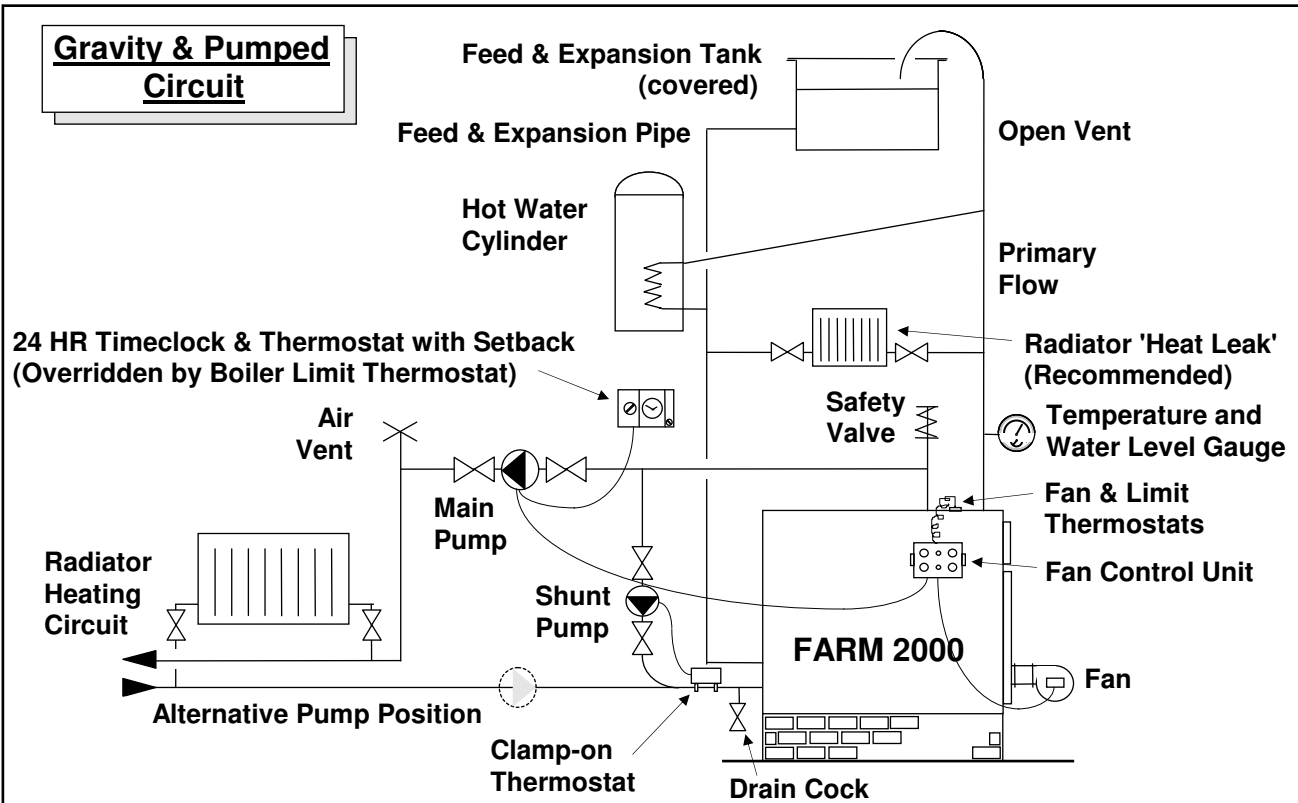 Gravity & Pumped
Circuit
Feed & Expansion Tank
(covered)
Feed & Expansion Pipe
Open Vent
Hot Water
Cylinder
Primary
Flow
24 HR Timeclock & Thermostat with Setback
(Overridden by Boiler Limit Thermostat)
Radiator 'Heat Leak'
(Recommended)
Air
Vent
Safety
Valve
Temperature and
Water Level Gauge
Main
Pump
Fan & Limit
Thermostats
Radiator
Heating
Circuit
Shunt
Pump
Fan Control Unit
FARM 2000
Fan
Alternative Pump Position
Clamp-on
Thermostat
Drain Cock